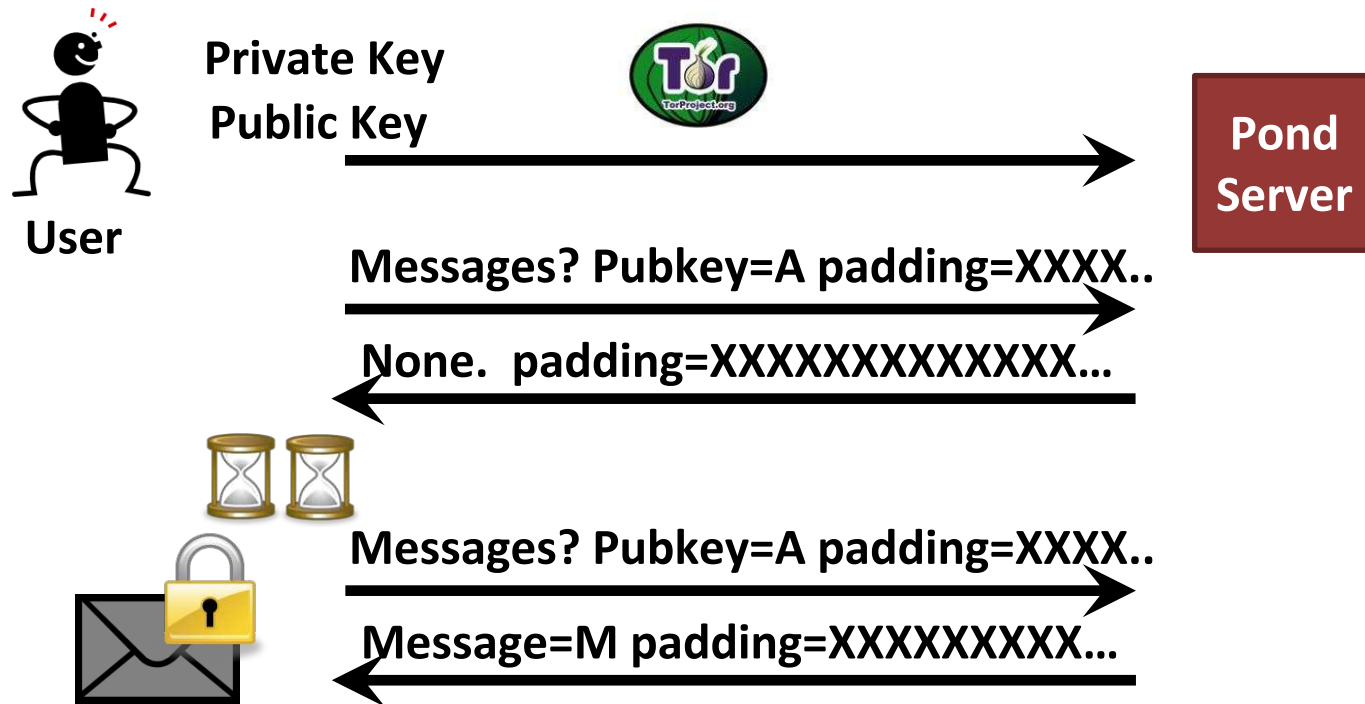 Private Key
Public Key
Tor
TorProject.org
Pond
Server
User
Messages? Pubkey=A padding=XXXX..
None.  padding=XXXXXXXXXXXXX…
Messages? Pubkey=A padding=XXXX..
Message=M padding=XXXXXXXXX…